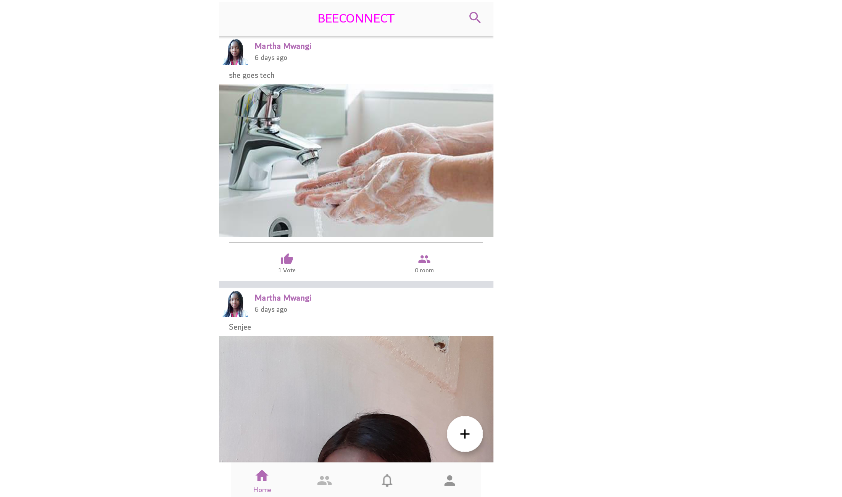 BEECONNECT
Martha Mwangi
6 days ago
she goes tech
1 Vote
0 room
Martha Mwangi
6 days ago
Senjee
Home